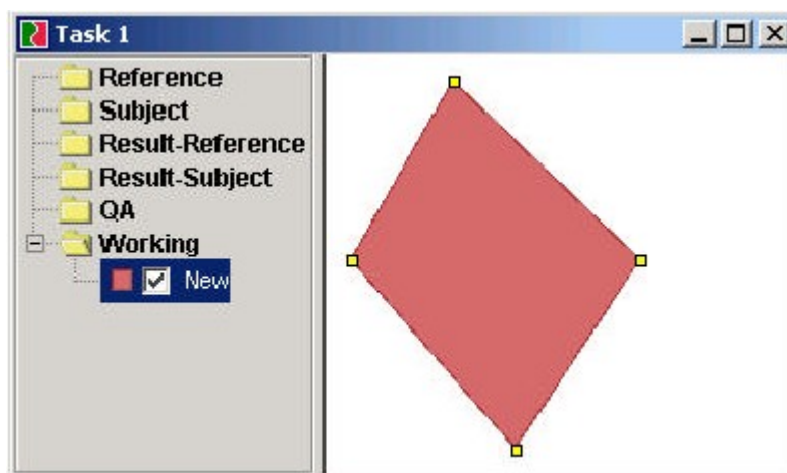 Task 1
Reference
Subject
Result-Reference
Result-Subject
QA
Working
New